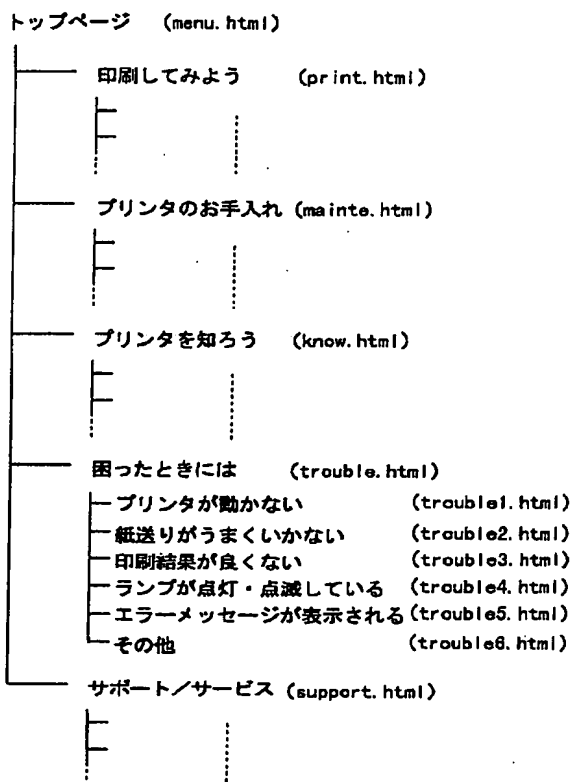 トップページ (menu.html)
印刷してみよう (print.html)
プリンタのお手入れ (mainte.html)
プリンタを知ろう (know.html)
困ったときには (trouble.html)
プリンタが動かない (trouble1.html)
紙送りがうまくいかない (trouble2.html)
印刷結果が良くない (trouble3.html)
ランプが点灯・点滅している (trouble4.html)
エラーメッセージが表示される (trouble5.html)
その他 (trouble6.html)
サポート/サービス (support.html)